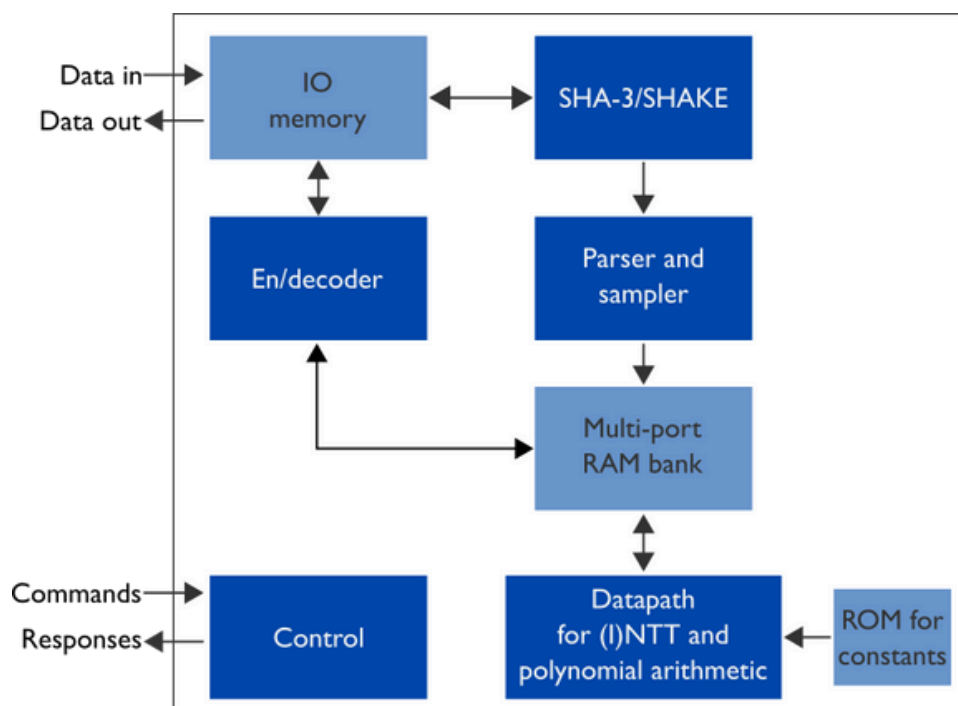 Data in
Data out
IO
memory
SHA-3/SHAKE
En/decoder
Parser and
sampler
Multi-port
RAM bank
Commands
Responses
Control
Datapath
for (I)NTT and
polynomial arithmetic
ROM for
constants